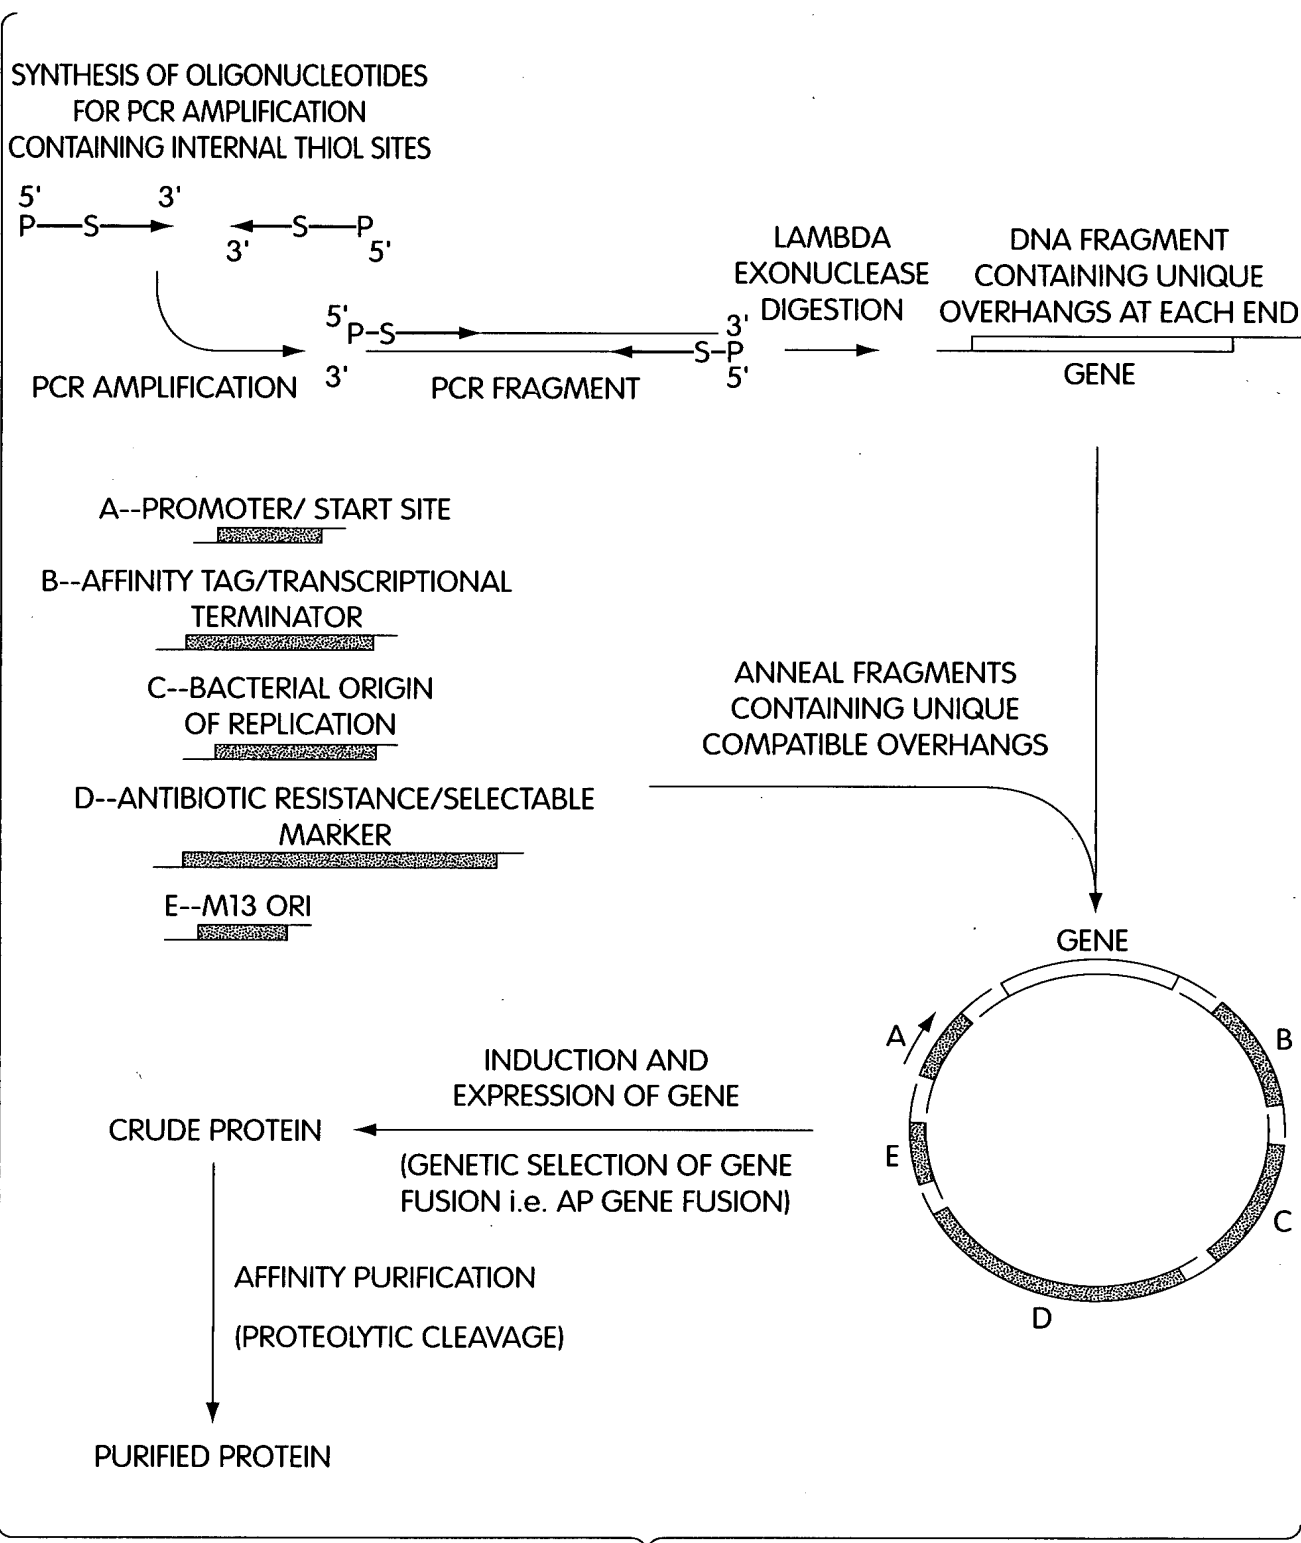 SYNTHESIS OF OLIGONUCLEOTIDES
FOR PCR AMPLIFICATION
CONTAINING INTERNAL THIOL SITES
5' 3'
P S S P
3' 5'
PCR AMPLIFICATION
5' P-S 3'
3' S-P 5'
PCR FRAGMENT
LAMBDA
EXONUCLEASE
DIGESTION
DNA FRAGMENT
CONTAINING UNIQUE
OVERHANGS AT EACH END
GENE
A--PROMOTER/ START SITE
B--AFFINITY TAG/TRANSCRIPTIONAL
TERMINATOR
C--BACTERIAL ORIGIN
OF REPLICATION
D--ANTIBIOTIC RESISTANCE/SELECTABLE
MARKER
E--M13 ORI
ANNEAL FRAGMENTS
CONTAINING UNIQUE
COMPATIBLE OVERHANGS
GENE
A
B
E
C
D
INDUCTION AND
EXPRESSION OF GENE
(GENETIC SELECTION OF GENE
FUSION i.e. AP GENE FUSION)
CRUDE PROTEIN
AFFINITY PURIFICATION
(PROTEOLYTIC CLEAVAGE)
PURIFIED PROTEIN